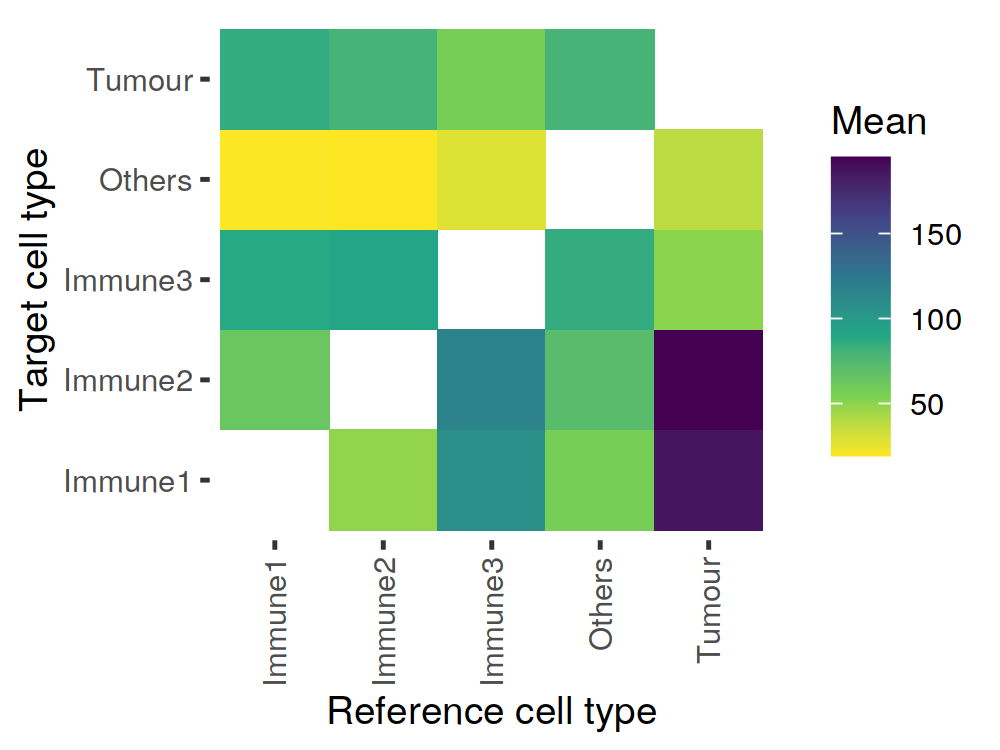 Target cell type
Tumour
Others
Immune3
Immune2
Immune1
Immune1
Immune2
Immune3
Others
Tumour
Reference cell type
Mean
150
100
50